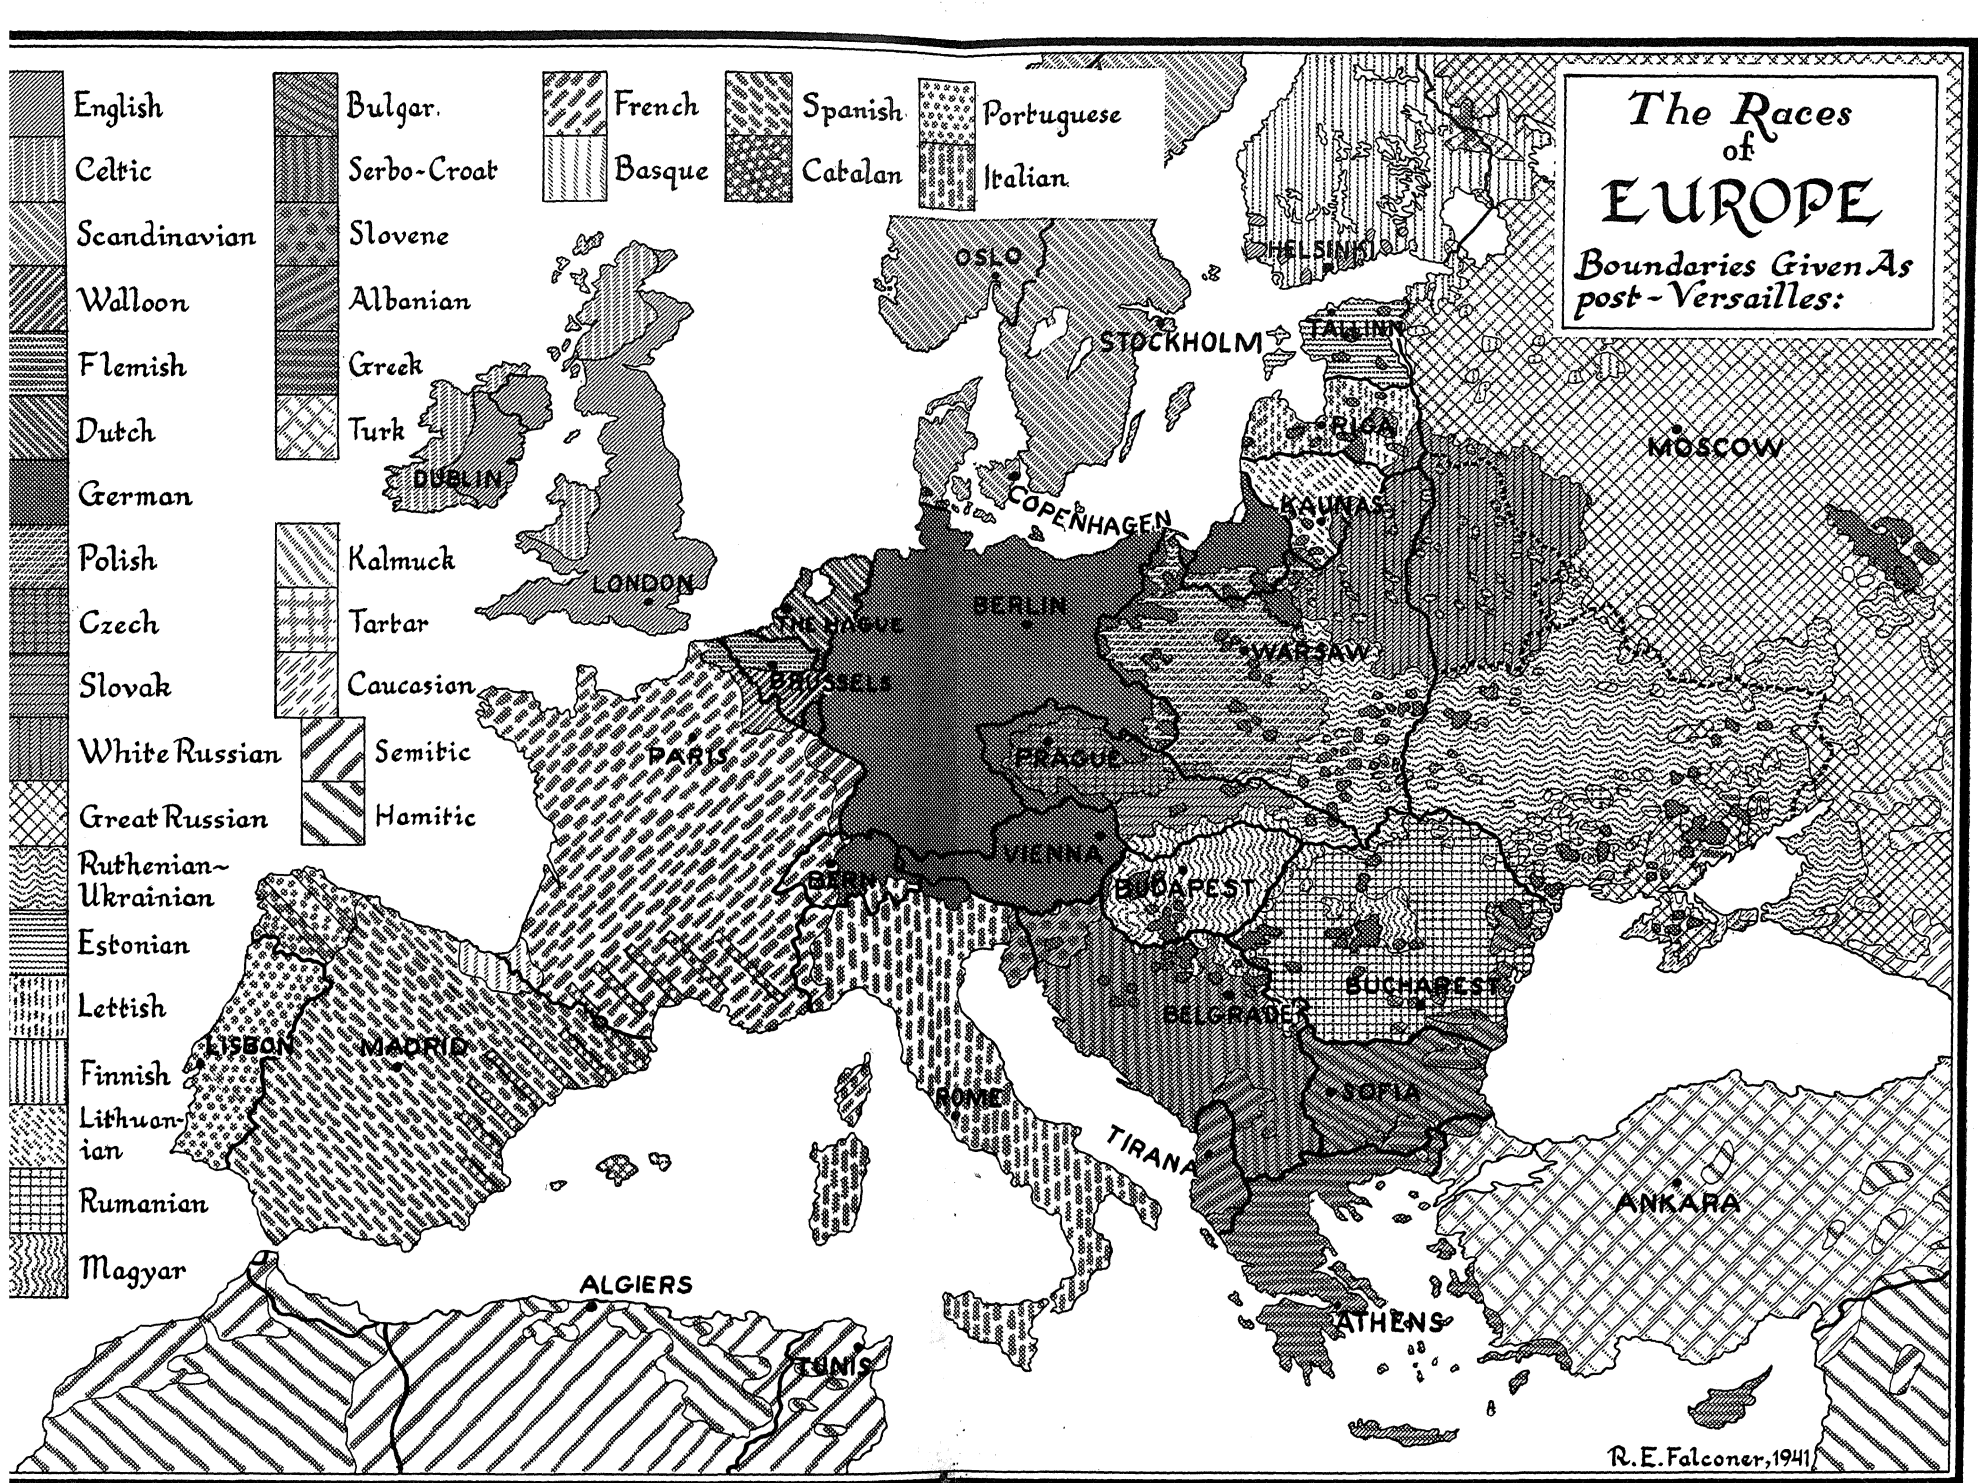 The Races
of
EUROPE
Boundaries Given As
post-Versailles:
English
Celtic
Scandinavian
Walloon
Flemish
Dutch
German
Polish
Czech
Slovak
White Russian
Great Russian
Ruthenian~
Ukrainian
Estonian
Lettish
Finnish
Lithuan-
ian
Rumanian
Magyar
Bulgar.
Serbo-Croat
Slovene
Albanian
Greek
Turk
Kalmuck
Tartar
Caucasian
Semitic
Hamitic
French
Basque
Spanish
Catalan
Portuguese
Italian
OSLO
HELSINKI
STOCKHOLM
TALLINN
RIGA
MOSCOW
DUBLIN
COPENHAGEN
KAUNAS
LONDON
BERLIN
THE HAGUE
WARSAW
BRUSSELS
PARIS
PRAGUE
VIENNA
BERN
BUDAPEST
BUCHAREST
BELGRADE
LISBON
MADRID
SOFIA
ROME
TIRANA
ANKARA
ALGIERS
ATHENS
TUNIS
R.E.Falconer,1941